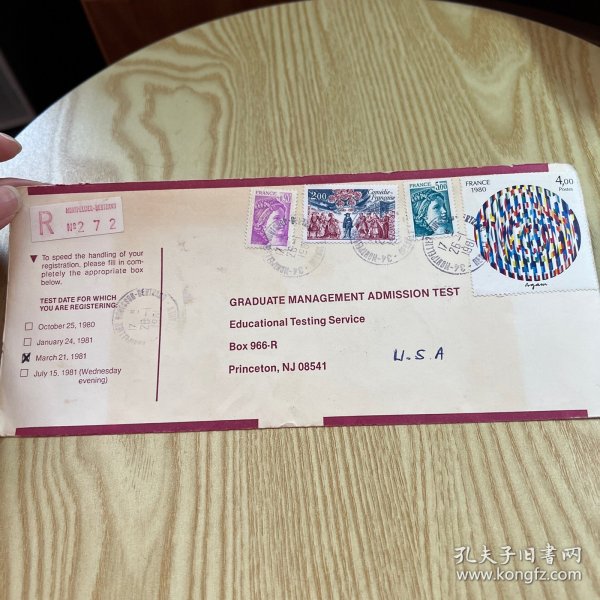 R
Nº 272
▼ To speed the handling of your
registration, please fill in com-
pletely the appropriate box
below.
TEST DATE FOR WHICH
YOU ARE REGISTERING:
October 25, 1980
January 24, 1981
March 21, 1981
July 15, 1981 (Wednesday
evening)
FRANCE
2,00
Comédie
Française
FRANCE
FRANCE
1980
4,00
Postes
Agam
GRADUATE MANAGEMENT ADMISSION TEST
Educational Testing Service
Box 966-R
Princeton, NJ 08541
U.S.A
孔夫子旧书网
www.kongfz.com